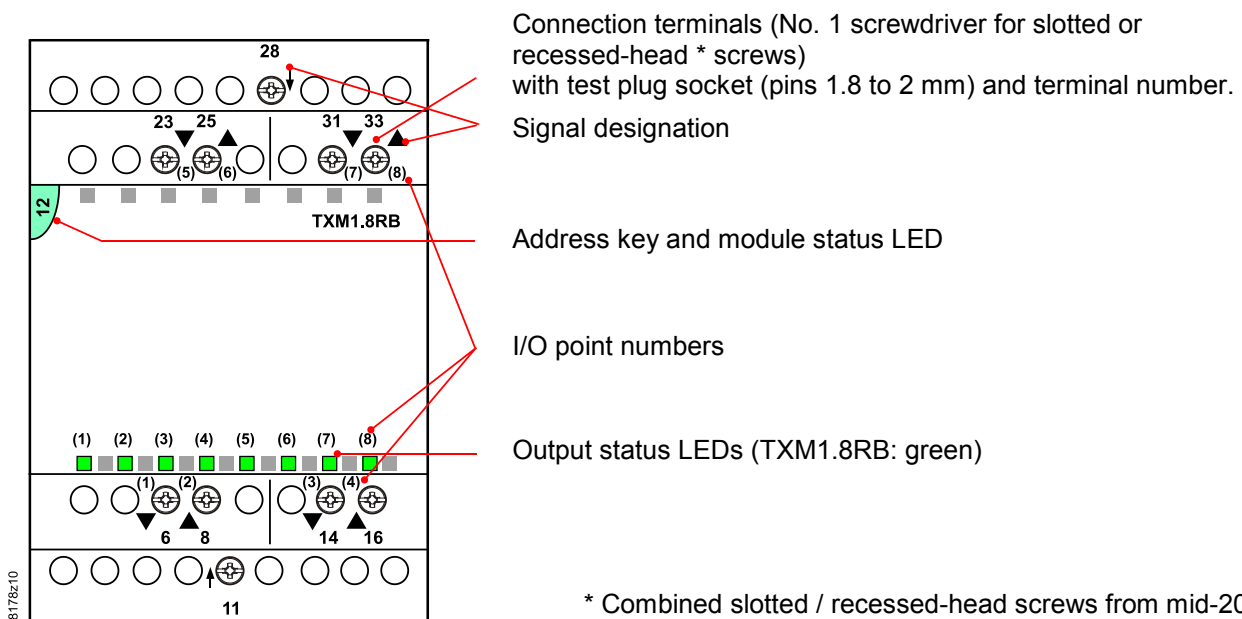 Connection terminals (No. 1 screwdriver for slotted or
recessed-head * screws)
with test plug socket (pins 1.8 to 2 mm) and terminal number.
Signal designation
Address key and module status LED
I/O point numbers
Output status LEDs (TXM1.8RB: green)
28
23 25 31 33
(5) (6) (7) (8)
12
TXM1.8RB
(1) (2) (3) (4) (5) (6) (7) (8)
(1) (2) (3) (4)
6 8 14 16
11
8178z10
* Combined slotted / recessed-head screws from mid-20